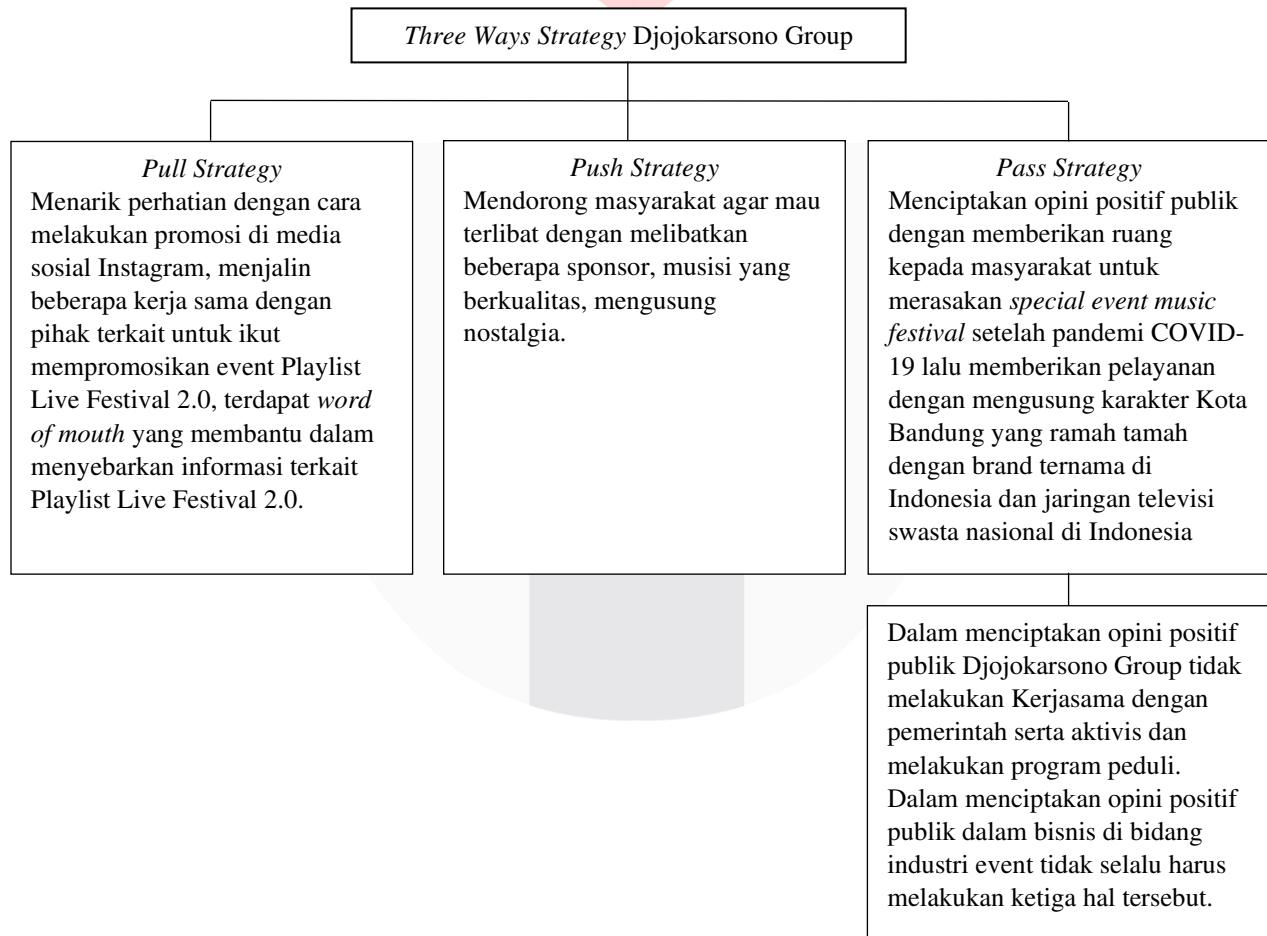 Three Ways Strategy Djojokarsono Group
Pull Strategy
Menarik perhatian dengan cara
melakukan promosi di media
sosial Instagram, menjalin
beberapa kerja sama dengan
pihak terkait untuk ikut
mempromosikan event Playlist
Live Festival 2.0, terdapat word
of mouth yang membantu dalam
menyebarkan informasi terkait
Playlist Live Festival 2.0.
Push Strategy
Mendorong masyarakat agar mau
terlibat dengan melibatkan
beberapa sponsor, musisi yang
berkualitas, mengusung
nostalgia.
Pass Strategy
Menciptakan opini positif publik
dengan memberikan ruang
kepada masyarakat untuk
merasakan special event music
festival setelah pandemi COVID-
19 lalu memberikan pelayanan
dengan mengusung karakter Kota
Bandung yang ramah tamah
dengan brand ternama di
Indonesia dan jaringan televisi
swasta nasional di Indonesia
Dalam menciptakan opini positif
publik Djojokarsono Group tidak
melakukan Kerjasama dengan
pemerintah serta aktivis dan
melakukan program peduli.
Dalam menciptakan opini positif
publik dalam bisnis di bidang
industri event tidak selalu harus
melakukan ketiga hal tersebut.